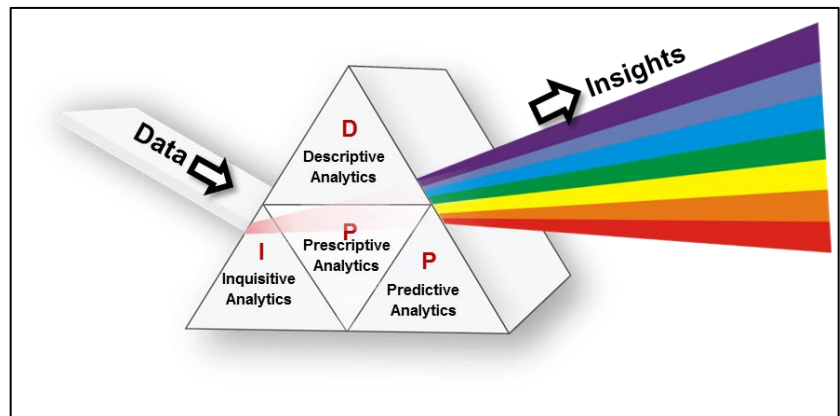 Data
Insights
D
Descriptive
Analytics
I
Inquisitive
Analytics
P
Prescriptive
Analytics
P
Predictive
Analytics